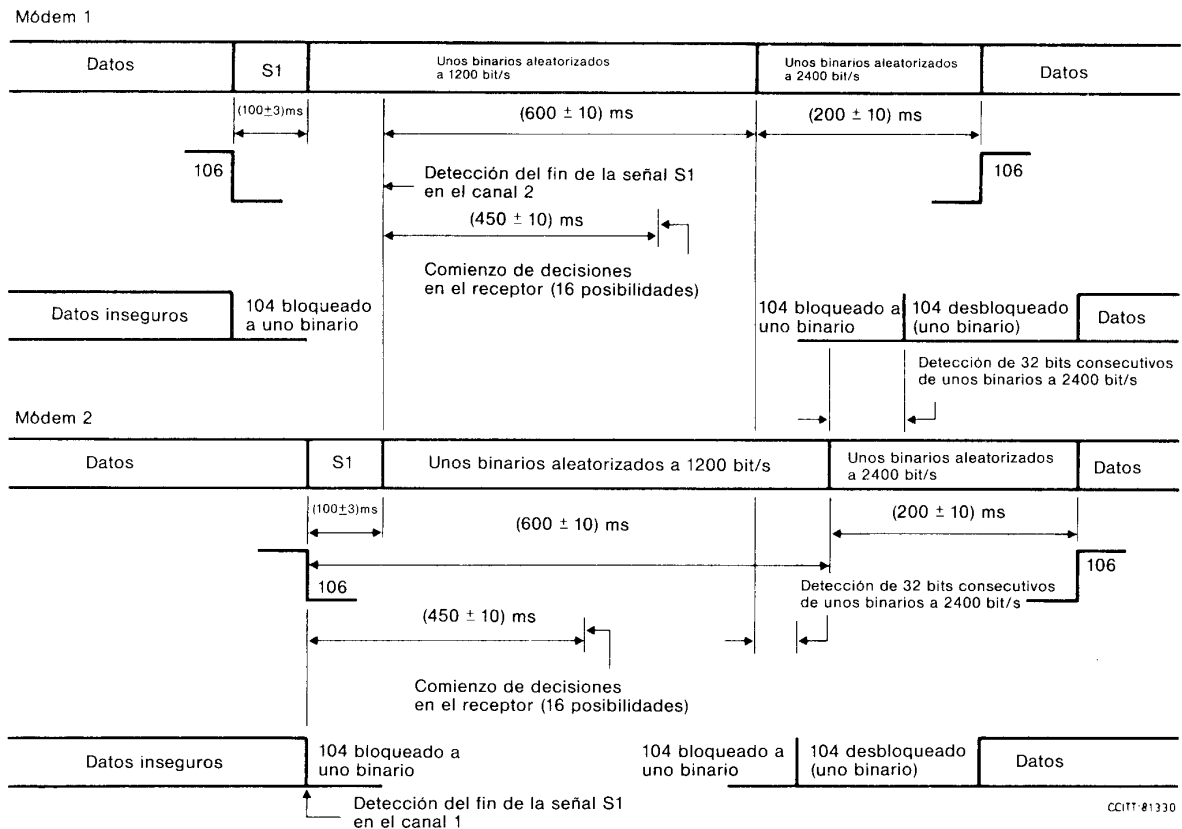 Módem 1
Datos
S1
Unos binarios aleatorizados
a 1200 bit/s
Unos binarios aleatorizados
a 2400 bit/s
Datos
(100±3)ms
(600 ± 10) ms
(200 ± 10) ms
106
Detección del fin de la señal S1
en el canal 2
106
(450 ± 10) ms
Comienzo de decisiones
en el receptor (16 posibilidades)
Datos inseguros
104 bloqueado
a uno binario
104 bloqueado a
uno binario
104 desbloqueado
(uno binario)
Datos
Detección de 32 bits consecutivos
de unos binarios a 2400 bit/s
Módem 2
Datos
S1
Unos binarios aleatorizados a 1200 bit/s
Unos binarios aleatorizados
a 2400 bit/s
Datos
(100±3)ms
(600 ± 10) ms
(200 ± 10) ms
106
106
Detección de 32 bits consecutivos
de unos binarios a 2400 bit/s
(450 ± 10) ms
Comienzo de decisiones
en el receptor (16 posibilidades)
Datos inseguros
104 bloqueado a
uno binario
104 bloqueado a
uno binario
104 desbloqueado
(uno binario)
Datos
Detección del fin de la señal S1
en el canal 1
CCITT-81330